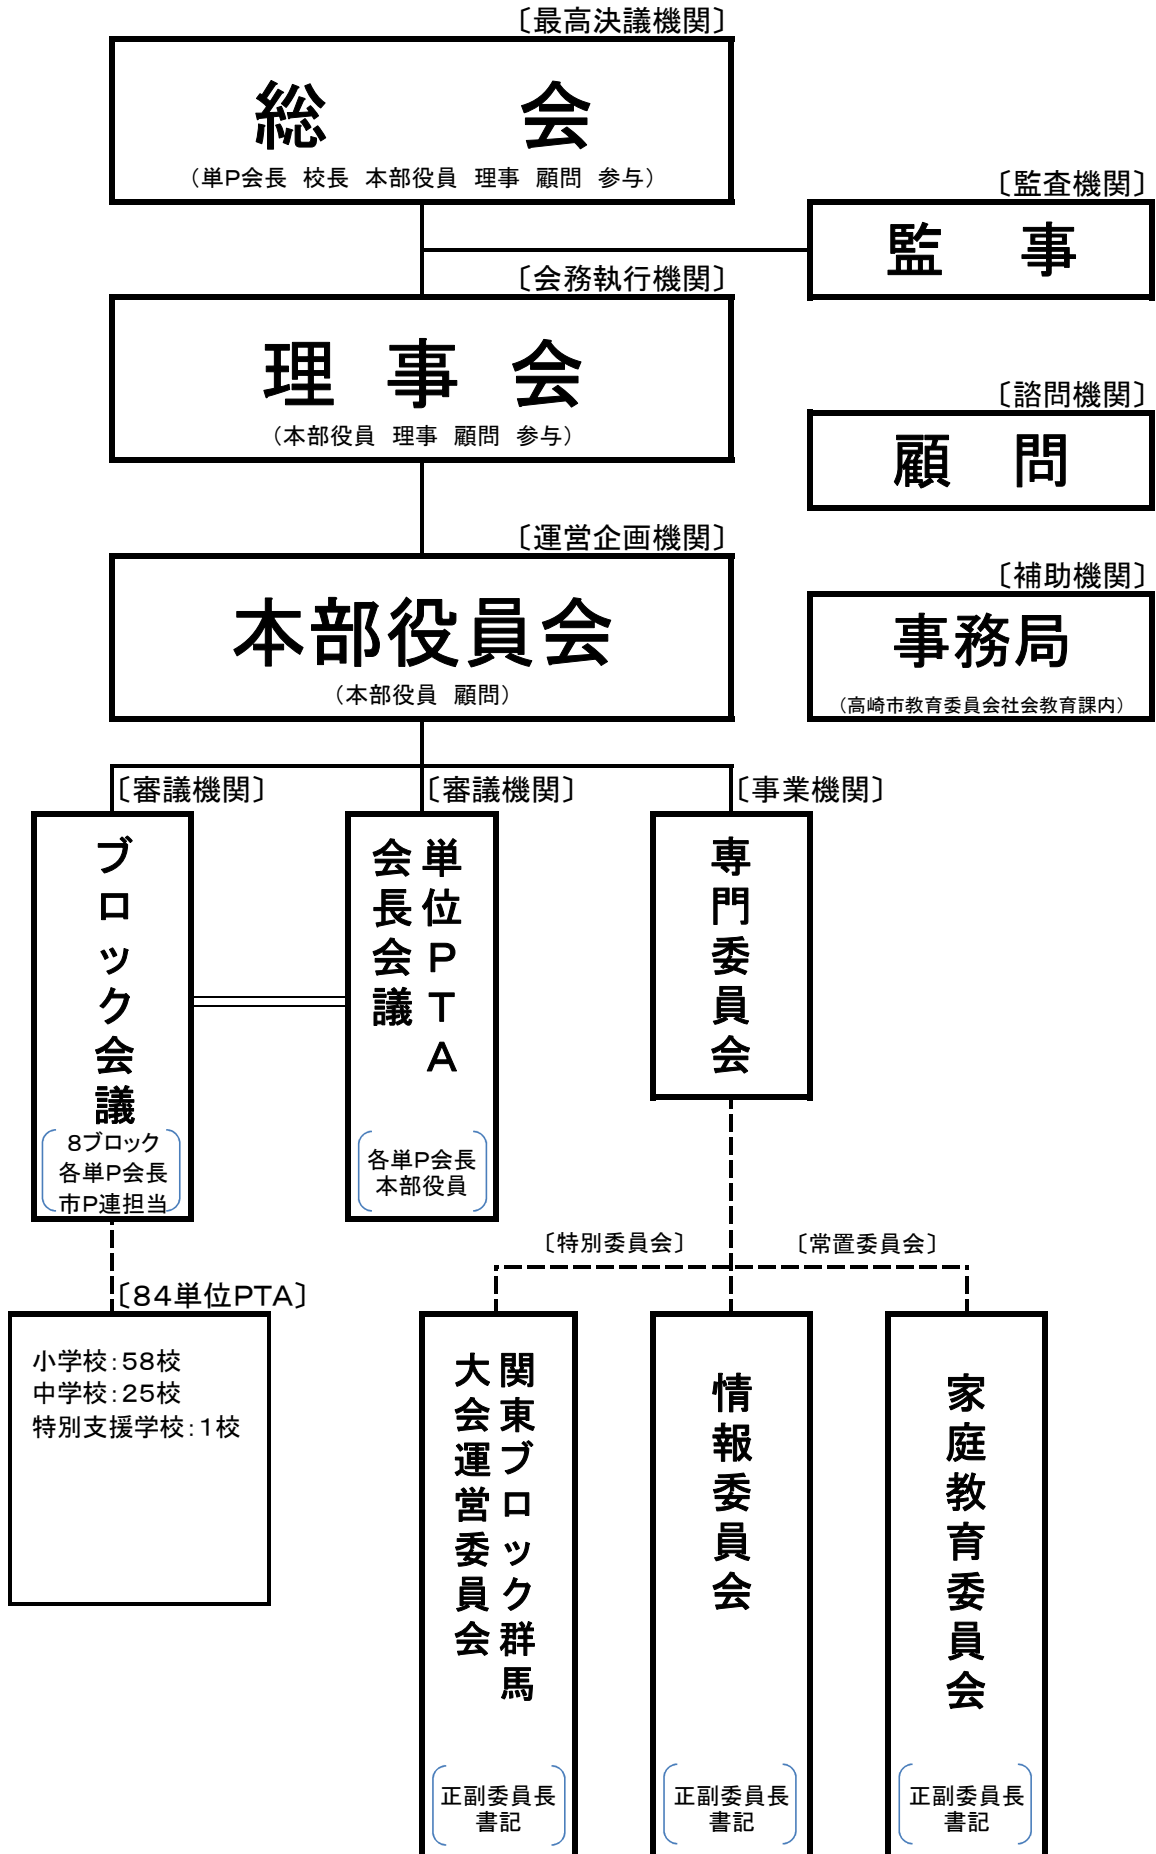 〔最高決議機関〕
総　会
（単P会長 校長 本部役員 理事 顧問 参与）
〔監査機関〕
監　事
〔会務執行機関〕
理 事 会
（本部役員 理事 顧問 参与）
〔諮問機関〕
顧　問
〔運営企画機関〕
本部役員会
（本部役員 顧問）
〔補助機関〕
事務局
（高崎市教育委員会社会教育課内）
〔審議機関〕
ブロック会議
8ブロック
各単P会長
市P連担当
〔審議機関〕
単位PTA
会長会議
各単P会長
本部役員
〔事業機関〕
専門委員会
〔84単位PTA〕
小学校：58校
中学校：25校
特別支援学校：1校
〔特別委員会〕
〔常置委員会〕
関東ブロック群馬
大会運営委員会
正副委員長
書記
情報委員会
正副委員長
書記
家庭教育委員会
正副委員長
書記